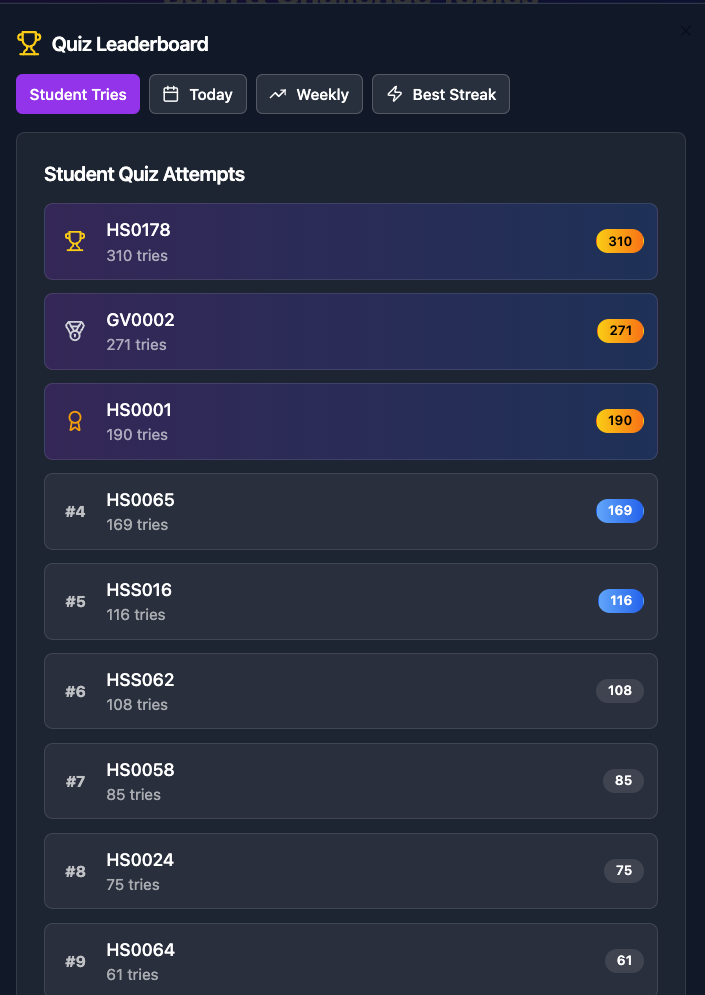 Quiz Leaderboard
Student Tries Today Weekly Best Streak
Student Quiz Attempts
HS0178
310 tries
310
GV0002
271 tries
271
HS0001
190 tries
190
#4
HS0065
169 tries
169
#5
HSS016
116 tries
116
#6
HSS062
108 tries
108
#7
HS0058
85 tries
85
#8
HS0024
75 tries
75
#9
HS0064
61 tries
61